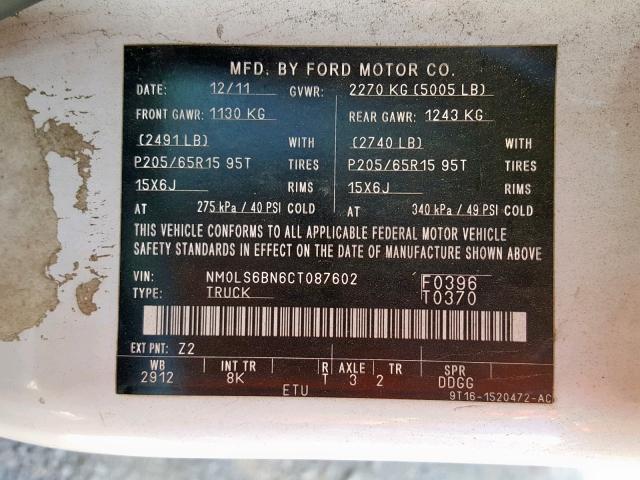 MFD. BY FORD MOTOR CO.
DATE: 12/11 GVWR: 2270 KG (5005 LB)
FRONT GAWR: 1130 KG REAR GAWR: 1243 KG
(2491 LB) WITH (2740 LB) WITH
P205/65R15 95T TIRES P205/65R15 95T TIRES
15X6J RIMS 15X6J RIMS
AT 275 kPa / 40 PSI COLD AT 340 kPa / 49 PSI COLD
THIS VEHICLE CONFORMS TO ALL APPLICABLE FEDERAL MOTOR VEHICLE
SAFETY STANDARDS IN EFFECT ON THE DATE OF MANUFACTURE SHOWN ABOVE
VIN: NM0LS6BN6CT087602 F0396
TYPE: TRUCK T0370
EXT PNT: Z2
WB INT TR R AXLE TR SPR
2912 8K T 3 2 DDGG
ETU 9T16-1520472-AC